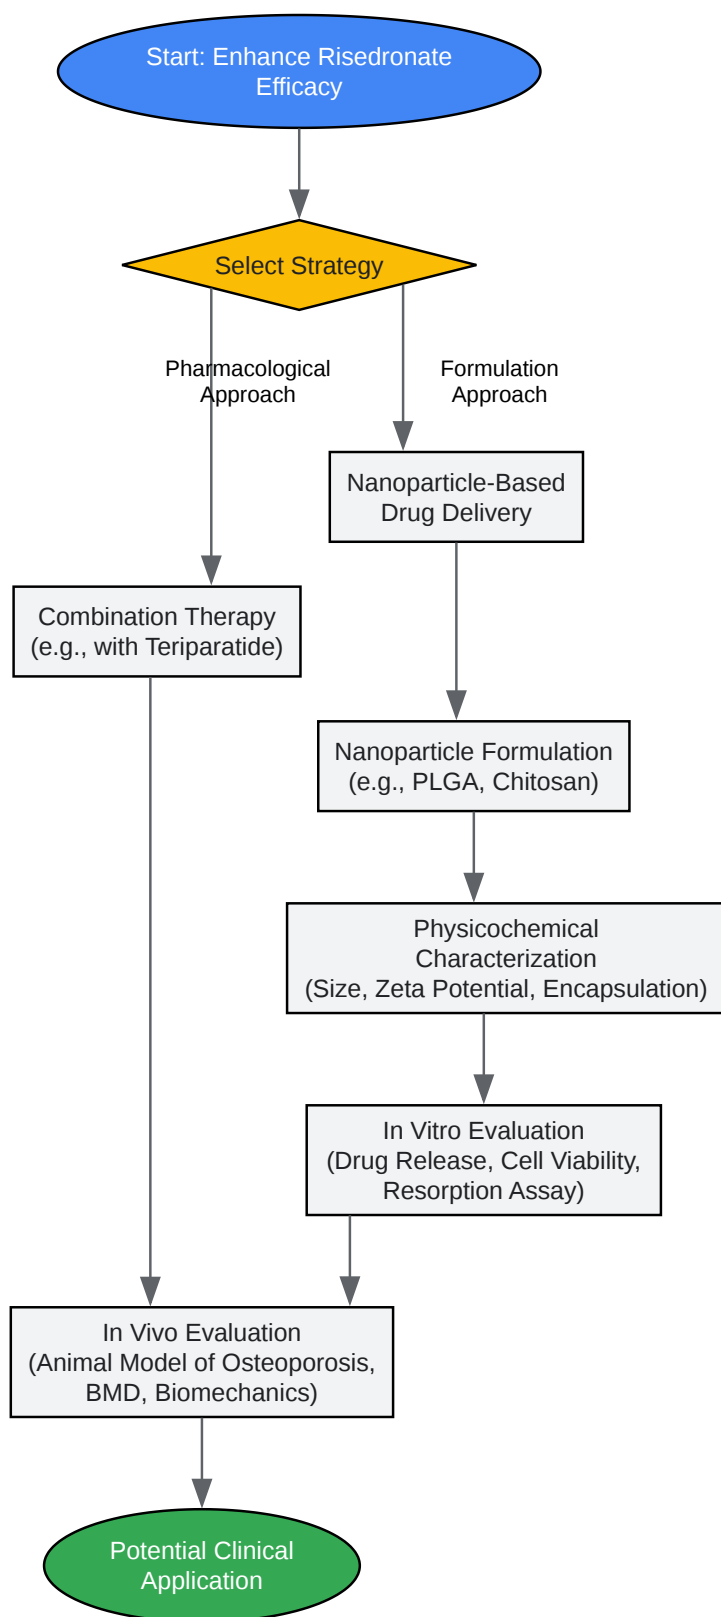 Start: Enhance Risedronate
Efficacy
Select Strategy
Pharmacological
Approach
Formulation
Approach
Nanoparticle-Based
Drug Delivery
Combination Therapy
(e.g., with Teriparatide)
Nanoparticle Formulation
(e.g., PLGA, Chitosan)
Physicochemical
Characterization
(Size, Zeta Potential, Encapsulation)
In Vitro Evaluation
(Drug Release, Cell Viability,
Resorption Assay)
In Vivo Evaluation
(Animal Model of Osteoporosis,
BMD, Biomechanics)
Potential Clinical
Application